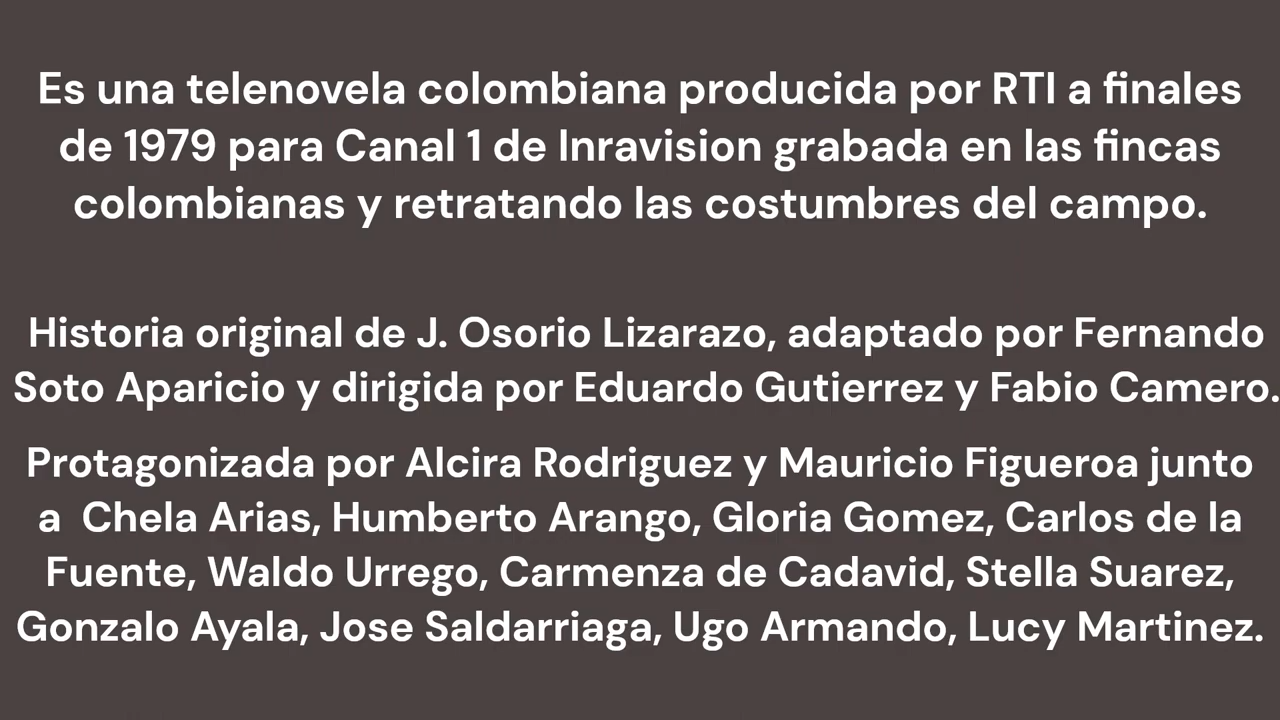 Es una telenovela colombiana producida por RTI a finales
de 1979 para Canal 1 de Inravision grabada en las fincas
colombianas y retratando las costumbres del campo.
Historia original de J. Osorio Lizarazo, adaptado por Fernando
Soto Aparicio y dirigida por Eduardo Gutierrez y Fabio Camero.
Protagonizada por Alcira Rodriguez y Mauricio Figueroa junto
a  Chela Arias, Humberto Arango, Gloria Gomez, Carlos de la
Fuente, Waldo Urrego, Carmenza de Cadavid, Stella Suarez,
Gonzalo Ayala, Jose Saldarriaga, Ugo Armando, Lucy Martinez.